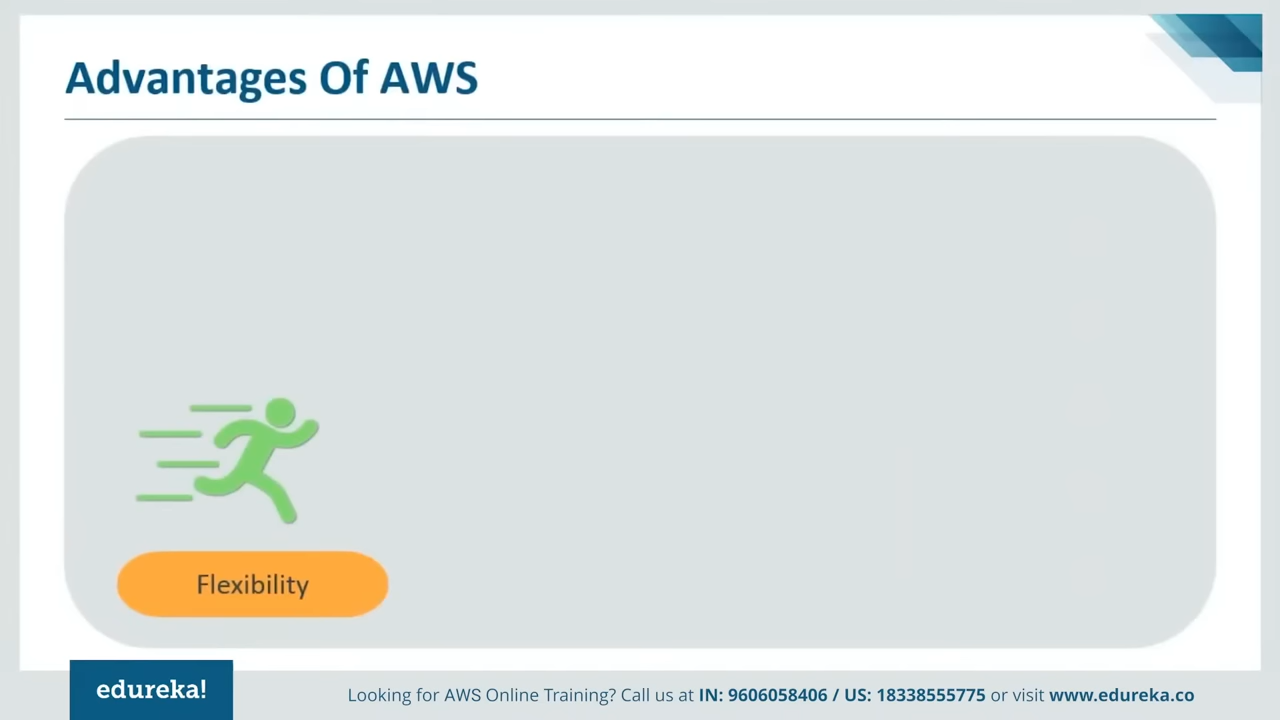 Advantages Of AWS
Flexibility
edureka!
Looking for AWS Online Training? Call us at IN: 9606058406 / US: 18338555775 or visit www.edureka.co